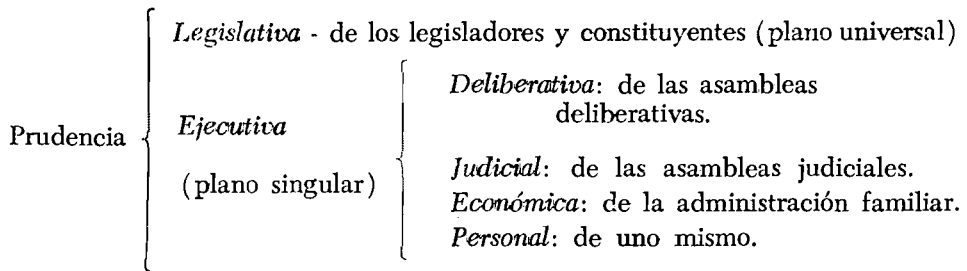 Legislativa - de los legisladores y constituyentes (plano universal)
Prudencia
Ejecutiva
(plano singular)
Deliberativa: de las asambleas
deliberativas.
Judicial: de las asambleas judiciales.
Económica: de la administración familiar.
Personal: de uno mismo.